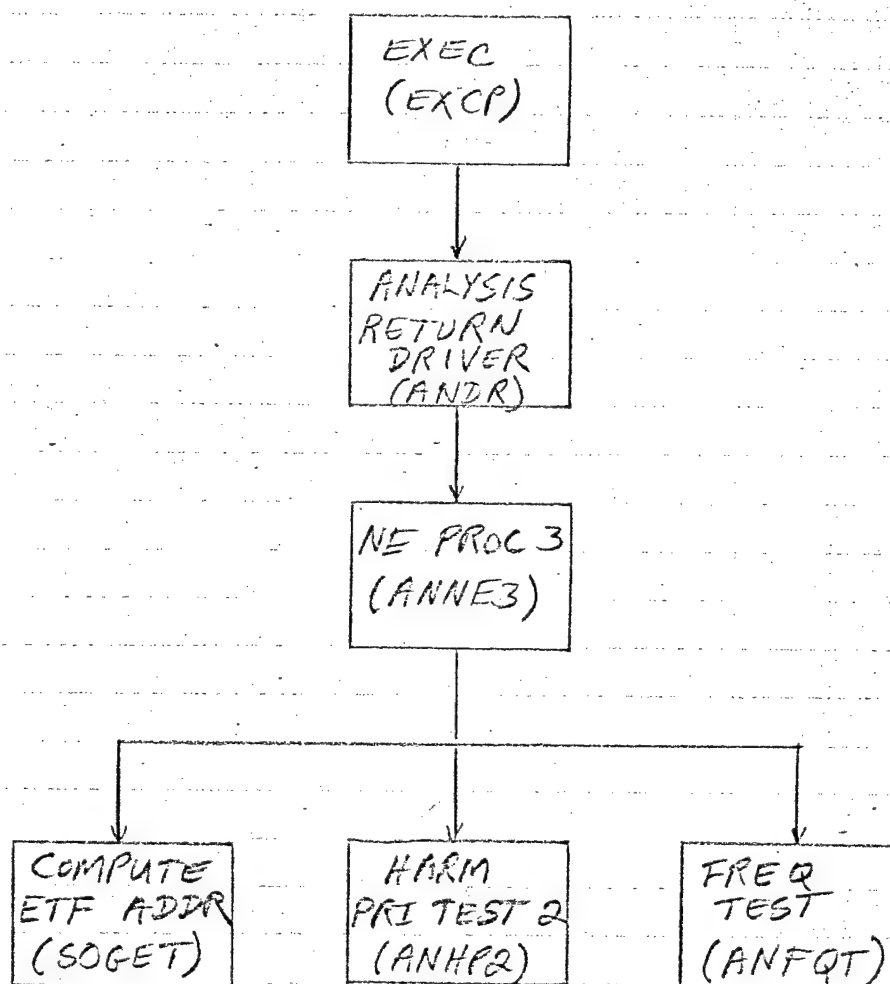 EXEC
(EXCP)
ANALYSIS
RETURN
DRIVER
(ANDR)
NE PROC 3
(ANNE3)
COMPUTE
ETF ADDR
(SOGET)
HARM
PRI TEST 2
(ANHP2)
FREQ
TEST
(ANFQT)